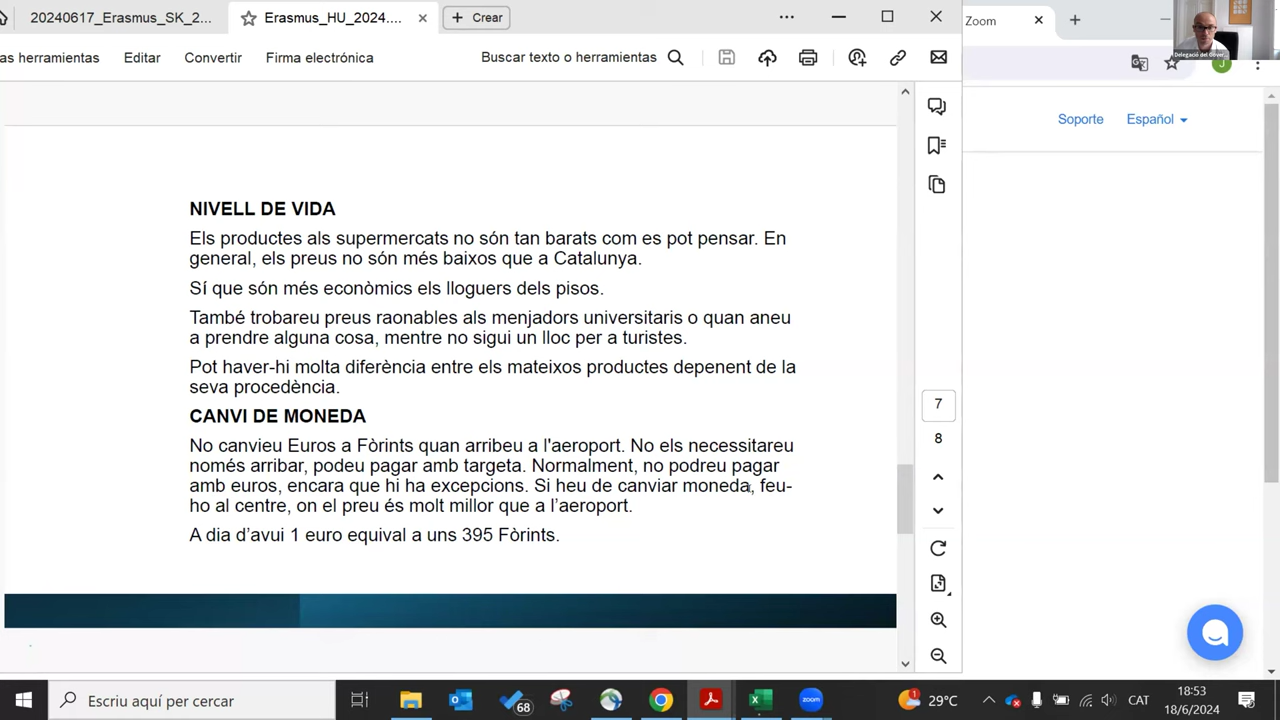 20240617_Erasmus_SK_2...
Erasmus_HU_2024....
Crear
Zoom
as herramientas
Editar
Convertir
Firma electrónica
Buscar texto o herramientas
Soporte
Español
J
NIVELL DE VIDA
Els productes als supermercats no són tan barats com es pot pensar. En
general, els preus no són més baixos que a Catalunya.
Sí que són més econòmics els lloguers dels pisos.
També trobareu preus raonables als menjadors universitaris o quan aneu
a prendre alguna cosa, mentre no sigui un lloc per a turistes.
Pot haver-hi molta diferència entre els mateixos productes depenent de la
seva procedència.
CANVI DE MONEDA
No canvieu Euros a Fòrints quan arribeu a l'aeroport. No els necessitareu
només arribar, podeu pagar amb targeta. Normalment, no podreu pagar
amb euros, encara que hi ha excepcions. Si heu de canviar moneda, feu-
ho al centre, on el preu és molt millor que a l’aeroport.
A dia d’avui 1 euro equival a uns 395 Fòrints.
7
8
Escriu aquí per cercar
68
zoom
1
29°C
CAT
18:53
18/6/2024